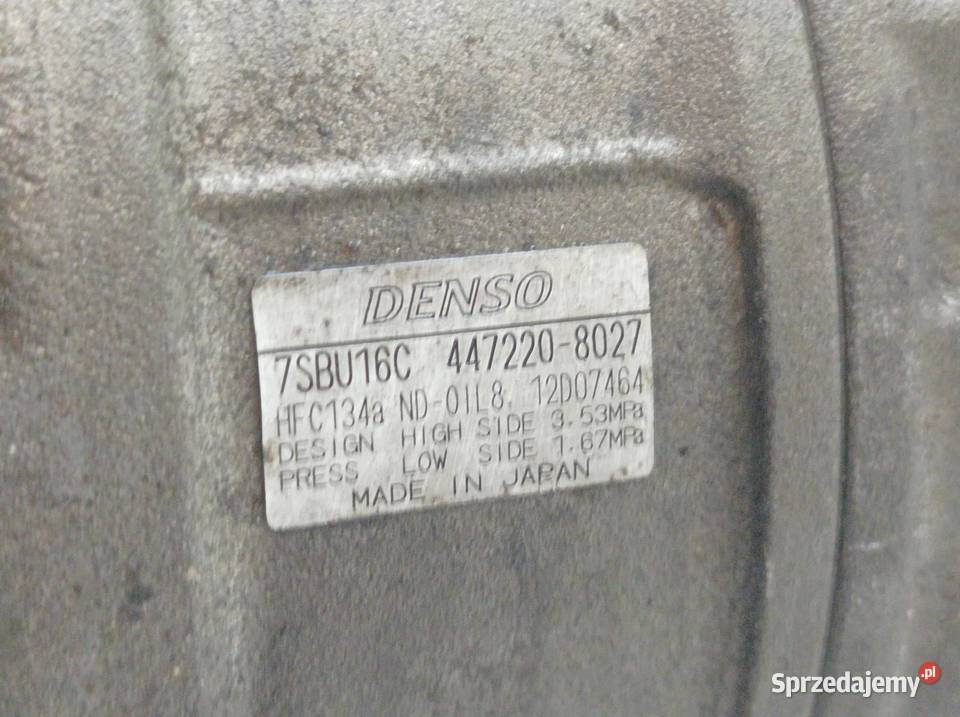 DENSO
7SBU16C 447220-8027
HFC134a ND-OIL8, 12D07464
DESIGN HIGH SIDE 3.53MPa
PRESS LOW SIDE 1.67MPa
MADE IN JAPAN
Sprzedajemy.pl